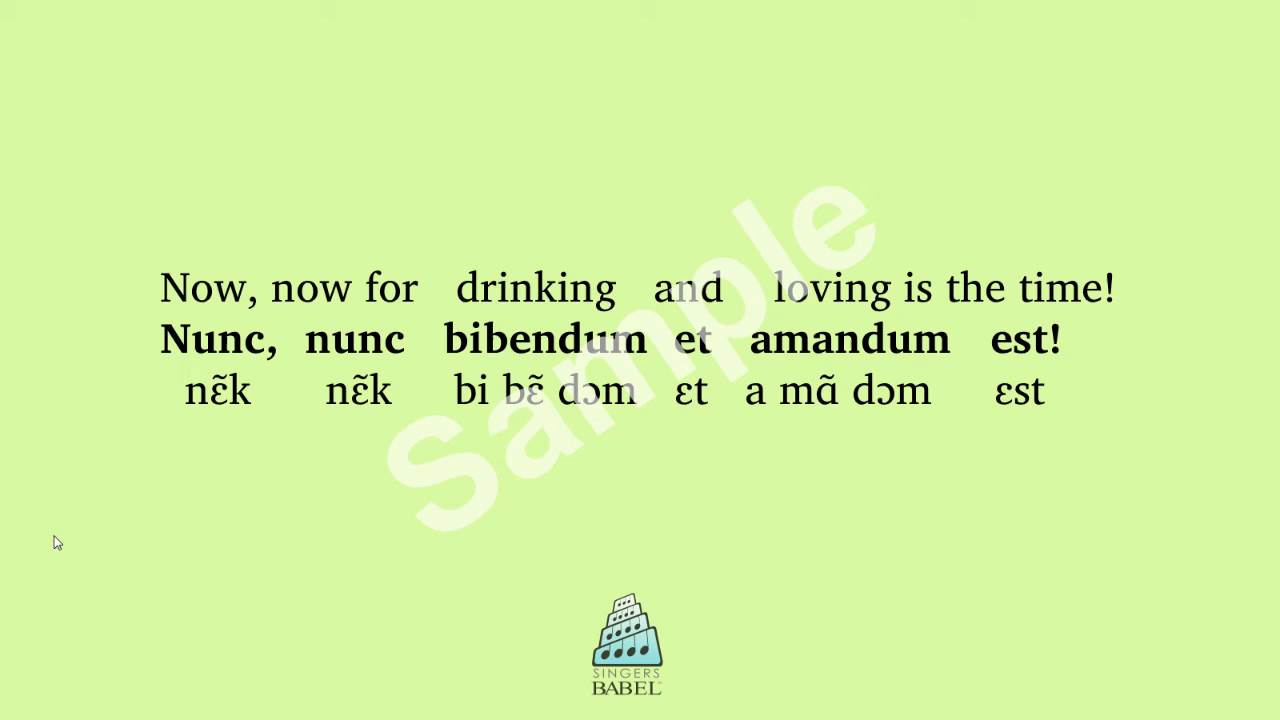 Now, now for drinking and loving is the time!
Nunc, nunc bibendum et amandum est!
nɛ̃k nɛ̃k bi bɛ̃ dɔm ɛt a mɑ̃ dɔm ɛst
Sample
SINGERS
BABEL™